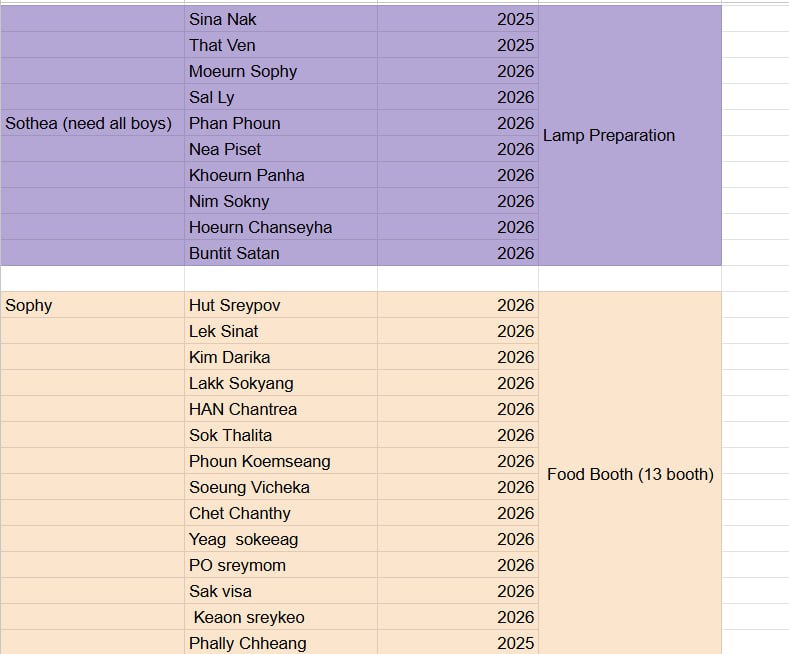 Sina Nak 2025
That Ven 2025
Moeurn Sophy 2026
Sal Ly 2026
Sothea (need all boys) Phan Phoun 2026 Lamp Preparation
Nea Piset 2026
Khoeurn Panha 2026
Nim Sokny 2026
Hoeurn Chanseyha 2026
Buntit Satan 2026
Sophy Hut Sreypov 2026
Lek Sinat 2026
Kim Darika 2026
Lakk Sokyang 2026
HAN Chantrea 2026
Sok Thalita 2026
Phoun Koemseang 2026 Food Booth (13 booth)
Soeung Vicheka 2026
Chet Chanthy 2026
Yeag  sokeeag 2026
PO sreymom 2026
Sak visa 2026
Keaon sreykeo 2026
Phally Chheang 2025